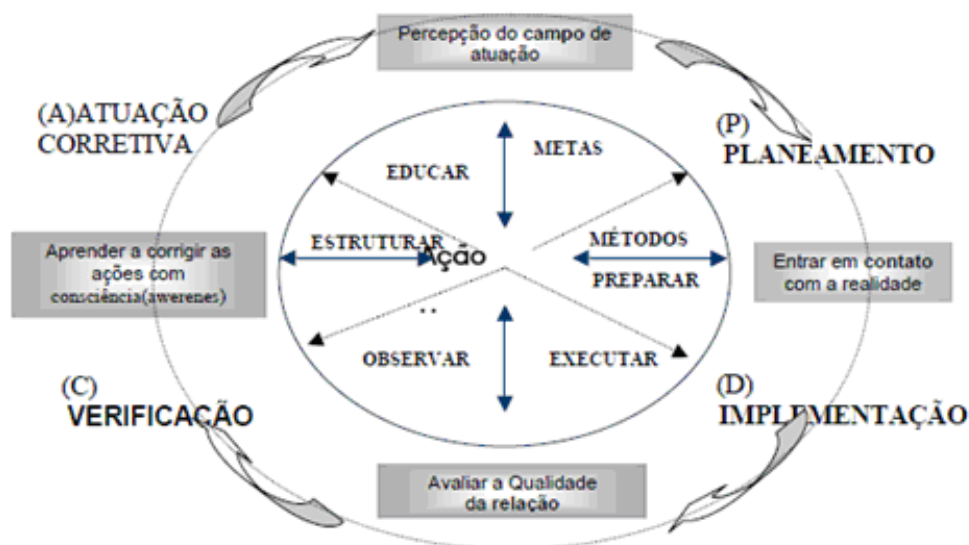 Percepção do campo de
atuação
(A)ATUAÇÃO
CORRETIVA
(P)
PLANEAMENTO
METAS
EDUCAR
ESTRUTURAR
Ação
MÉTODOS
PREPARAR
Aprender a corrigir as
ações com
consciência(awerenes)
Entrar em contato
com a realidade
OBSERVAR
EXECUTAR
(C)
VERIFICAÇÃO
(D)
IMPLEMENTAÇÃO
Avaliar a Qualidade
da relação